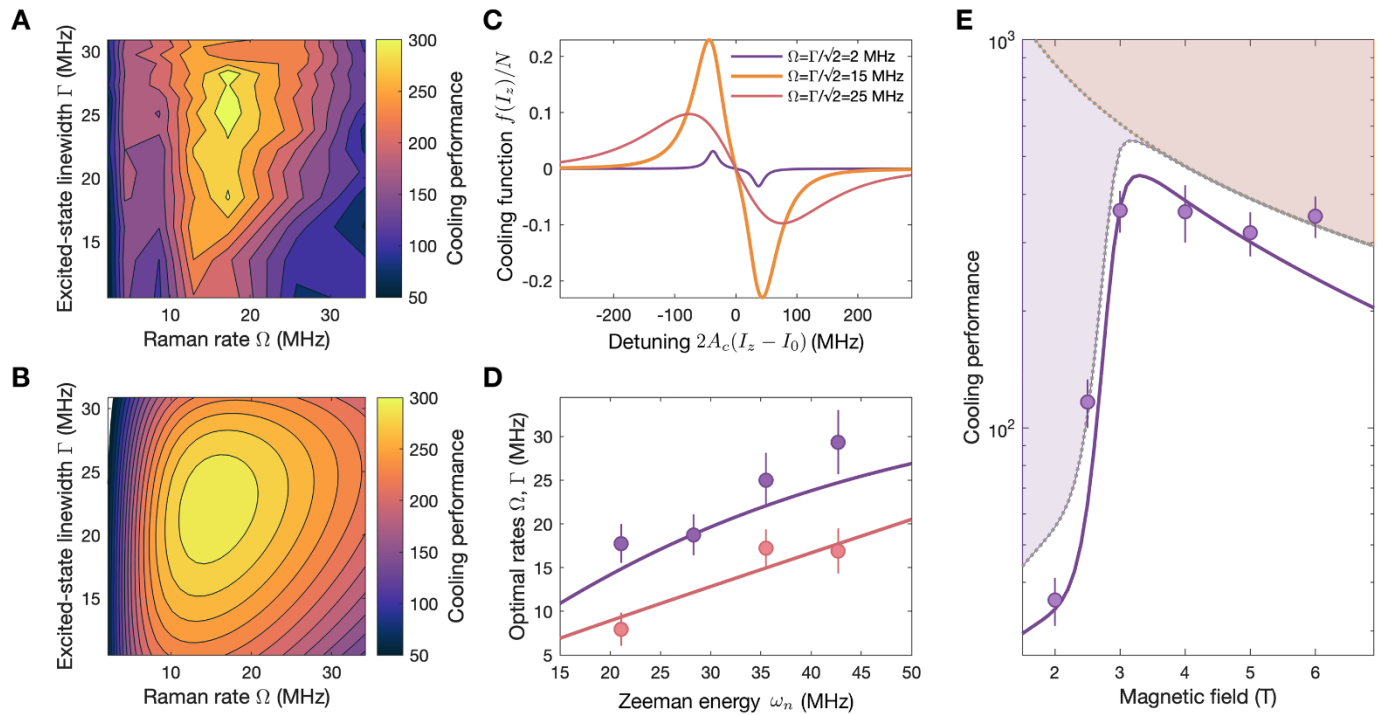 A
Excited-state linewidth Γ (MHz)
30
25
20
15
10
20
30
Raman rate Ω (MHz)
300
250
200
150
100
50
Cooling performance
B
Excited-state linewidth Γ (MHz)
30
25
20
15
10
20
30
Raman rate Ω (MHz)
300
250
200
150
100
50
Cooling performance
C
Cooling function f(I_z)/N
0.2
0.1
0
-0.1
-0.2
Ω=Γ/√2=2 MHz
Ω=Γ/√2=15 MHz
Ω=Γ/√2=25 MHz
-200
-100
0
100
200
Detuning 2A_c(I_z − I_0) (MHz)
D
Optimal rates Ω, Γ (MHz)
30
25
20
15
10
5
15
20
25
30
35
40
45
50
Zeeman energy ω_n (MHz)
E
Cooling performance
10³
10²
2
3
4
5
6
Magnetic field (T)